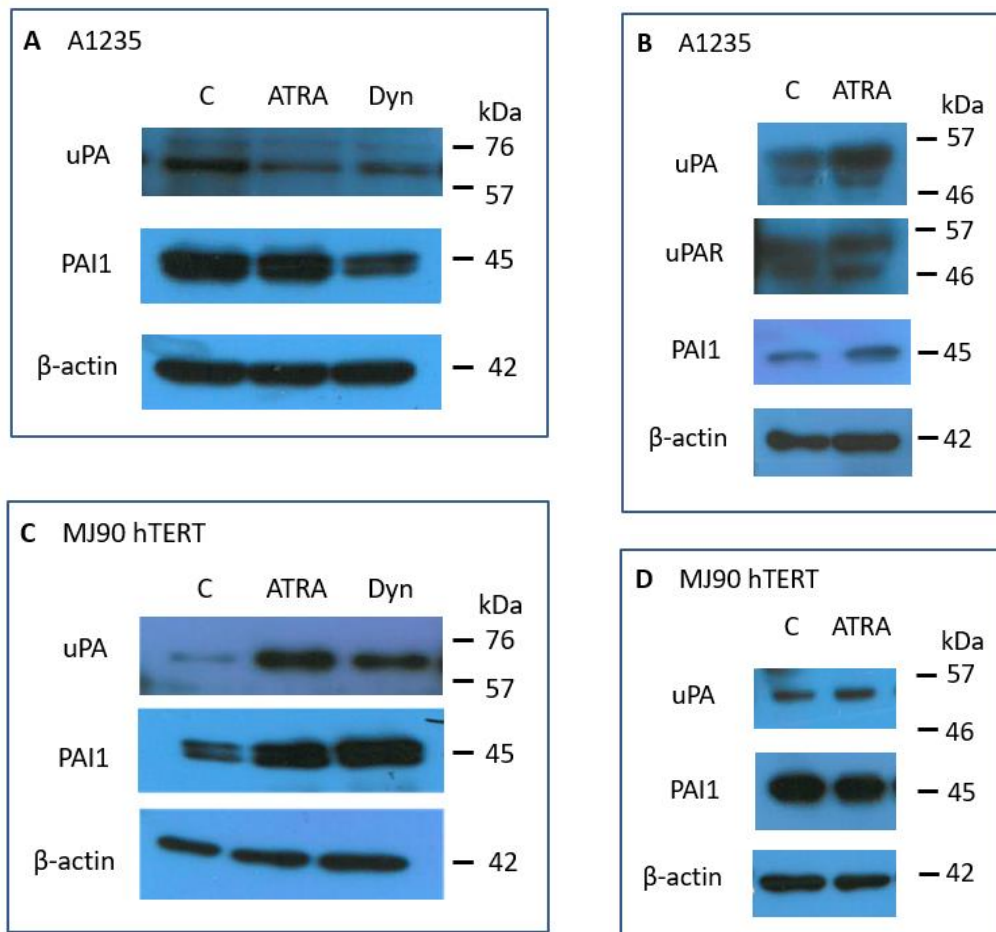 A A1235
C ATRA Dyn
kDa
uPA
76
57
PAI1
45
β-actin
42
B A1235
C ATRA
kDa
57
uPA
46
57
uPAR
46
PAI1
45
β-actin
42
C MJ90 hTERT
C ATRA Dyn
kDa
uPA
76
57
PAI1
45
β-actin
42
D MJ90 hTERT
C ATRA
kDa
57
uPA
46
PAI1
45
β-actin
42